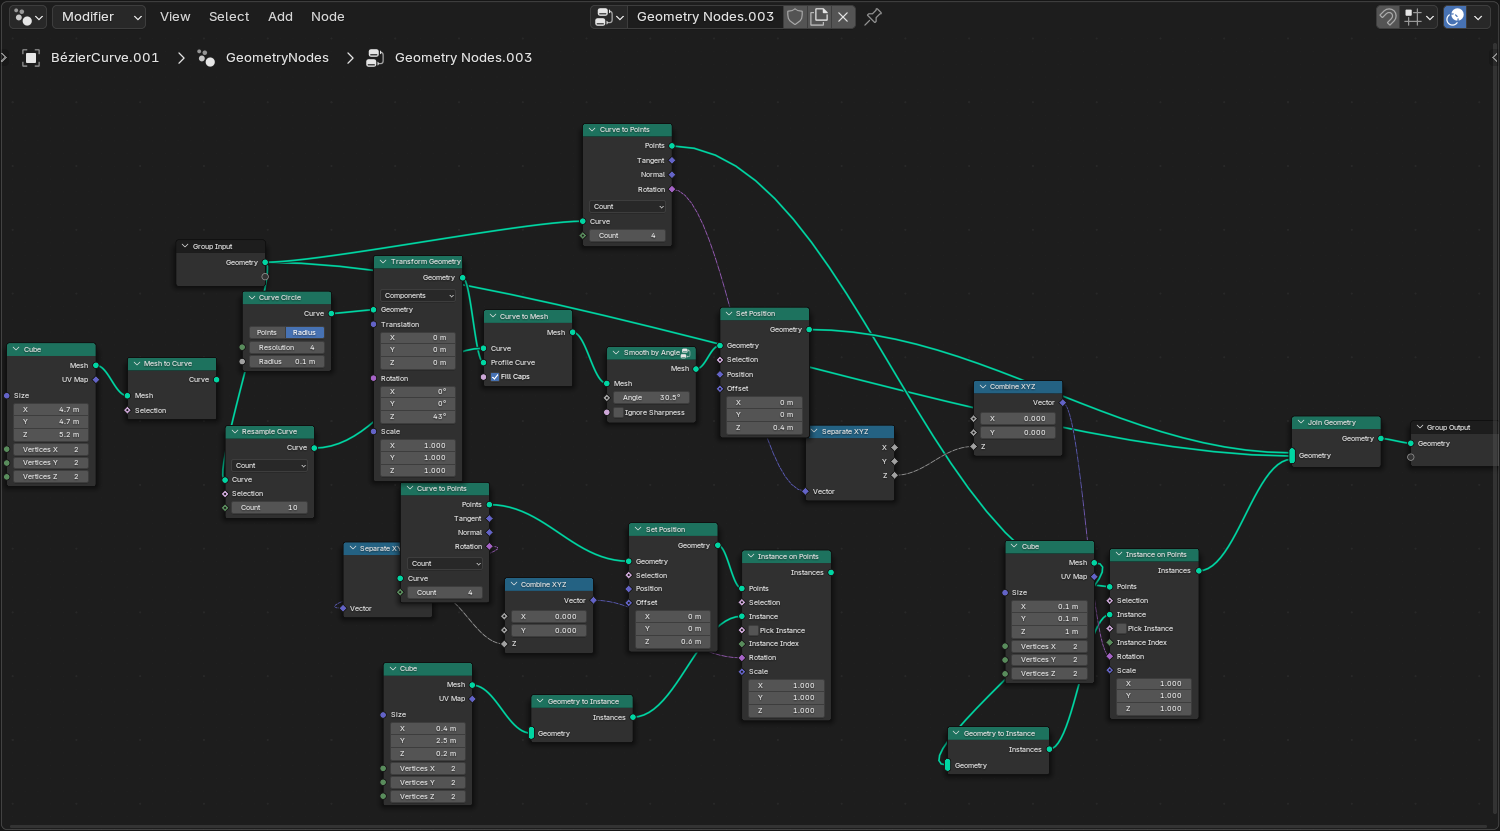 Modifier View Select Add Node
Geometry Nodes.003
BézierCurve.001 > GeometryNodes > Geometry Nodes.003
Curve to Points
Points
Tangent
Normal
Rotation
Count
Curve
Count 4
Group Input
Geometry
Curve Circle
Curve
Points Radius
Resolution 4
Radius 0.1 m
Transform Geometry
Geometry
Components
Geometry
Translation
X 0 m
Y 0 m
Z 0 m
Rotation
X 0°
Y 0°
Z 43°
Scale
X 1.000
Y 1.000
Z 1.000
Curve to Mesh
Mesh
Curve
Profile Curve
Fill Caps
Smooth by Angle
Mesh
Mesh
Angle 30.5°
Ignore Sharpness
Set Position
Geometry
Geometry
Selection
Position
Offset
X 0 m
Y 0 m
Z 0.4 m
Cube
Mesh
UV Map
Size
X 4.7 m
Y 4.7 m
Z 5.2 m
Vertices X 2
Vertices Y 2
Vertices Z 2
Mesh to Curve
Curve
Mesh
Selection
Resample Curve
Curve
Count
Curve
Selection
Count 10
Separate XYZ
X
Y
Z
Vector
Combine XYZ
Vector
X 0.000
Y 0.000
Z
Join Geometry
Geometry
Geometry
Group Output
Geometry
Curve to Points
Points
Tangent
Normal
Rotation
Count
Curve
Count 4
Separate XY
Vector
Combine XYZ
Vector
X 0.000
Y 0.000
Z
Set Position
Geometry
Geometry
Selection
Position
Offset
X 0 m
Y 0 m
Z 0.6 m
Instance on Points
Instances
Points
Selection
Instance
Pick Instance
Instance Index
Rotation
Scale
X 1.000
Y 1.000
Z 1.000
Cube
Mesh
UV Map
Size
X 0.1 m
Y 0.1 m
Z 1 m
Vertices X 2
Vertices Y 2
Vertices Z 2
Instance on Points
Instances
Points
Selection
Instance
Pick Instance
Instance Index
Rotation
Scale
X 1.000
Y 1.000
Z 1.000
Cube
Mesh
UV Map
Size
X 0.4 m
Y 2.5 m
Z 0.2 m
Vertices X 2
Vertices Y 2
Vertices Z 2
Geometry to Instance
Instances
Geometry
Geometry to Instance
Instances
Geometry